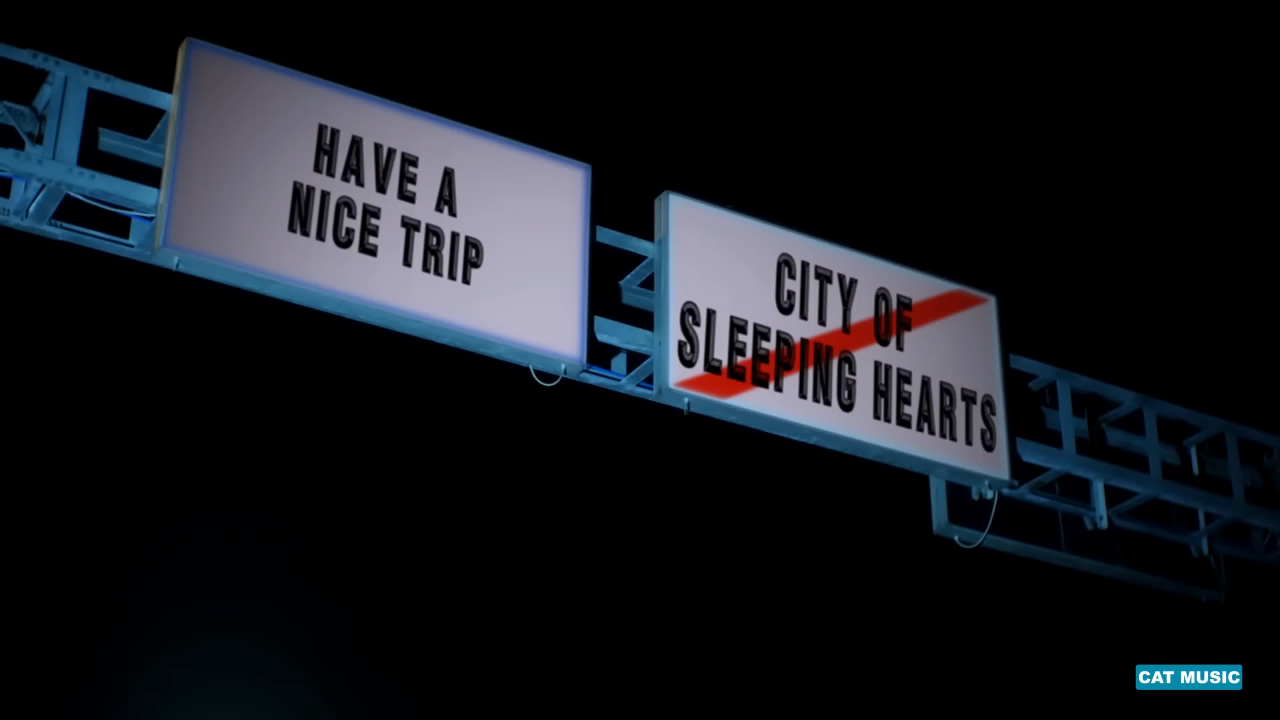 HAVE A
NICE TRIP
CITY OF
SLEEPING HEARTS
CAT MUSIC